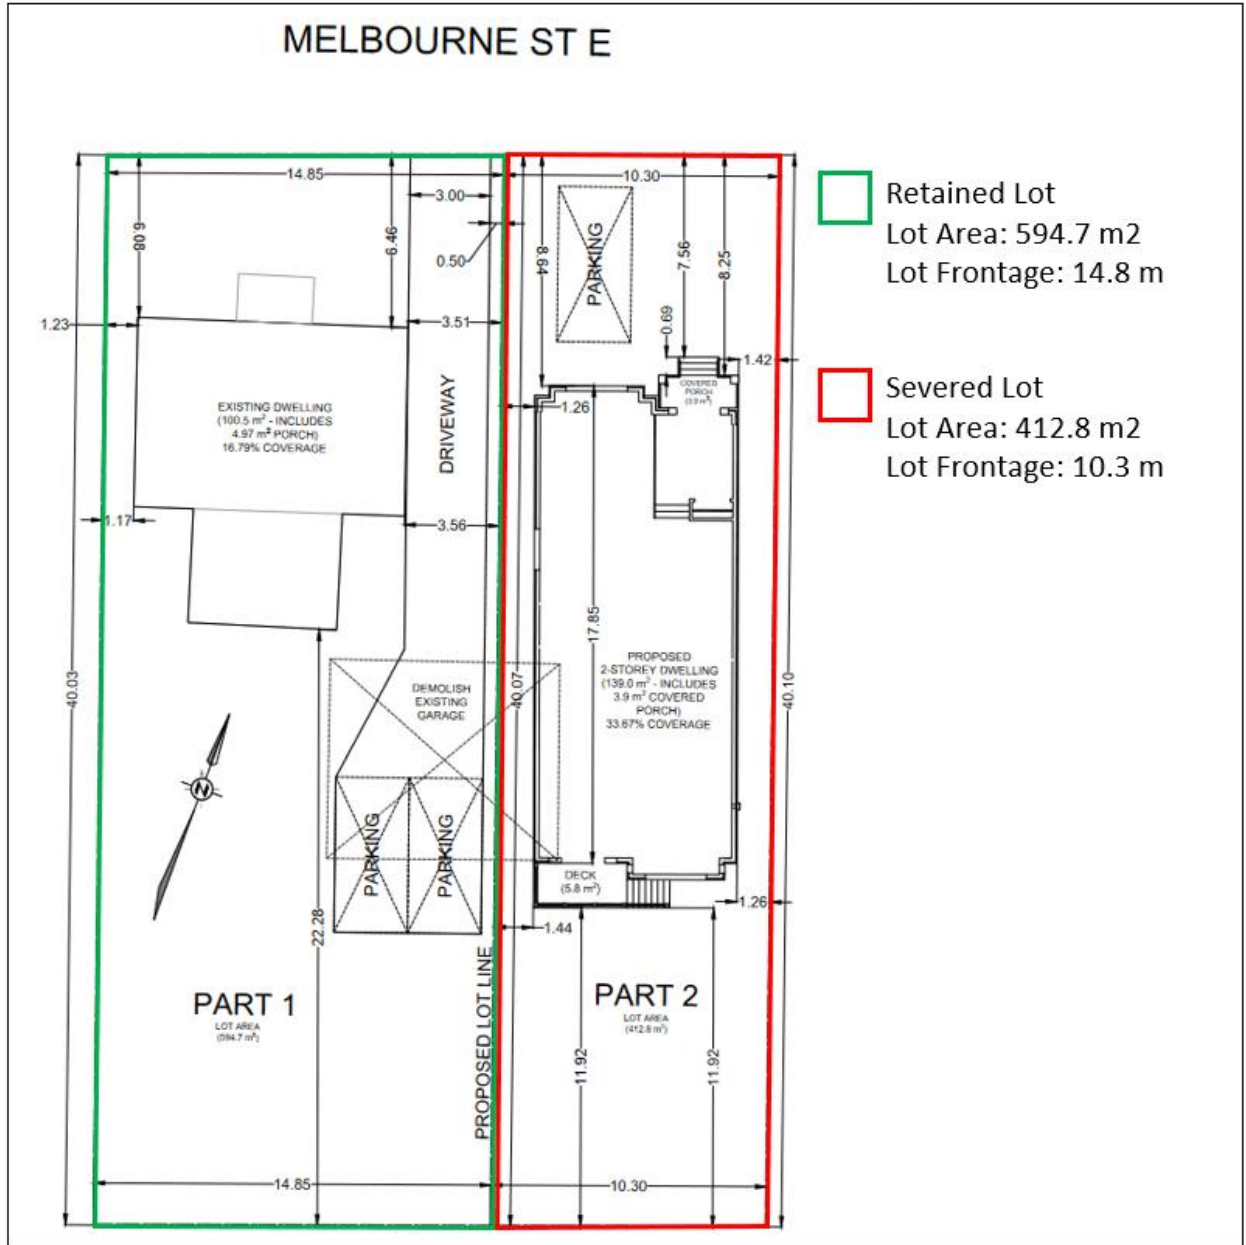 MELBOURNE ST E
14.85
10.30
3.00
0.50
6.08
6.46
8.64
PARKING
7.56
8.25
0.69
1.23
3.51
1.42
COVERED
PORCH
(3.9 m²)
1.26
EXISTING DWELLING
(100.5 m² - INCLUDES
4.97 m² PORCH)
16.79% COVERAGE
DRIVEWAY
1.17
3.56
17.85
40.03
40.07
40.10
DEMOLISH
EXISTING
GARAGE
PROPOSED
2-STOREY DWELLING
(139.0 m² - INCLUDES
3.9 m² COVERED
PORCH)
33.67% COVERAGE
N
PARKING
PARKING
DECK
(5.8 m²)
1.26
1.44
22.28
PROPOSED LOT LINE
PART 1
LOT AREA
(594.7 m²)
PART 2
LOT AREA
(412.8 m²)
11.92
11.92
14.85
10.30
Retained Lot
Lot Area: 594.7 m2
Lot Frontage: 14.8 m
Severed Lot
Lot Area: 412.8 m2
Lot Frontage: 10.3 m